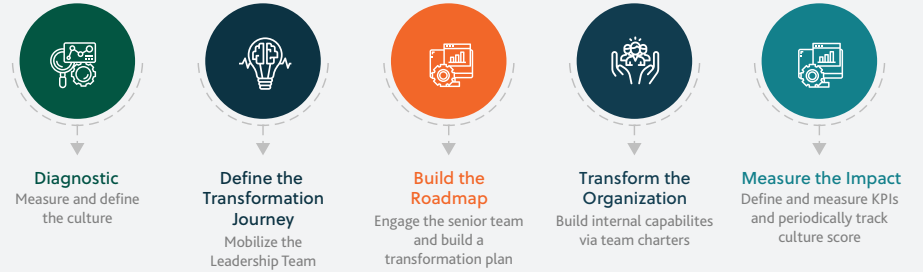 Diagnostic
Measure and define
the culture
Define the
Transformation
Journey
Mobilize the
Leadership Team
Build the
Roadmap
Engage the senior team
and build a
transformation plan
Transform the
Organization
Build internal capabilites
via team charters
Measure the Impact
Define and measure KPIs
and periodically track
culture score